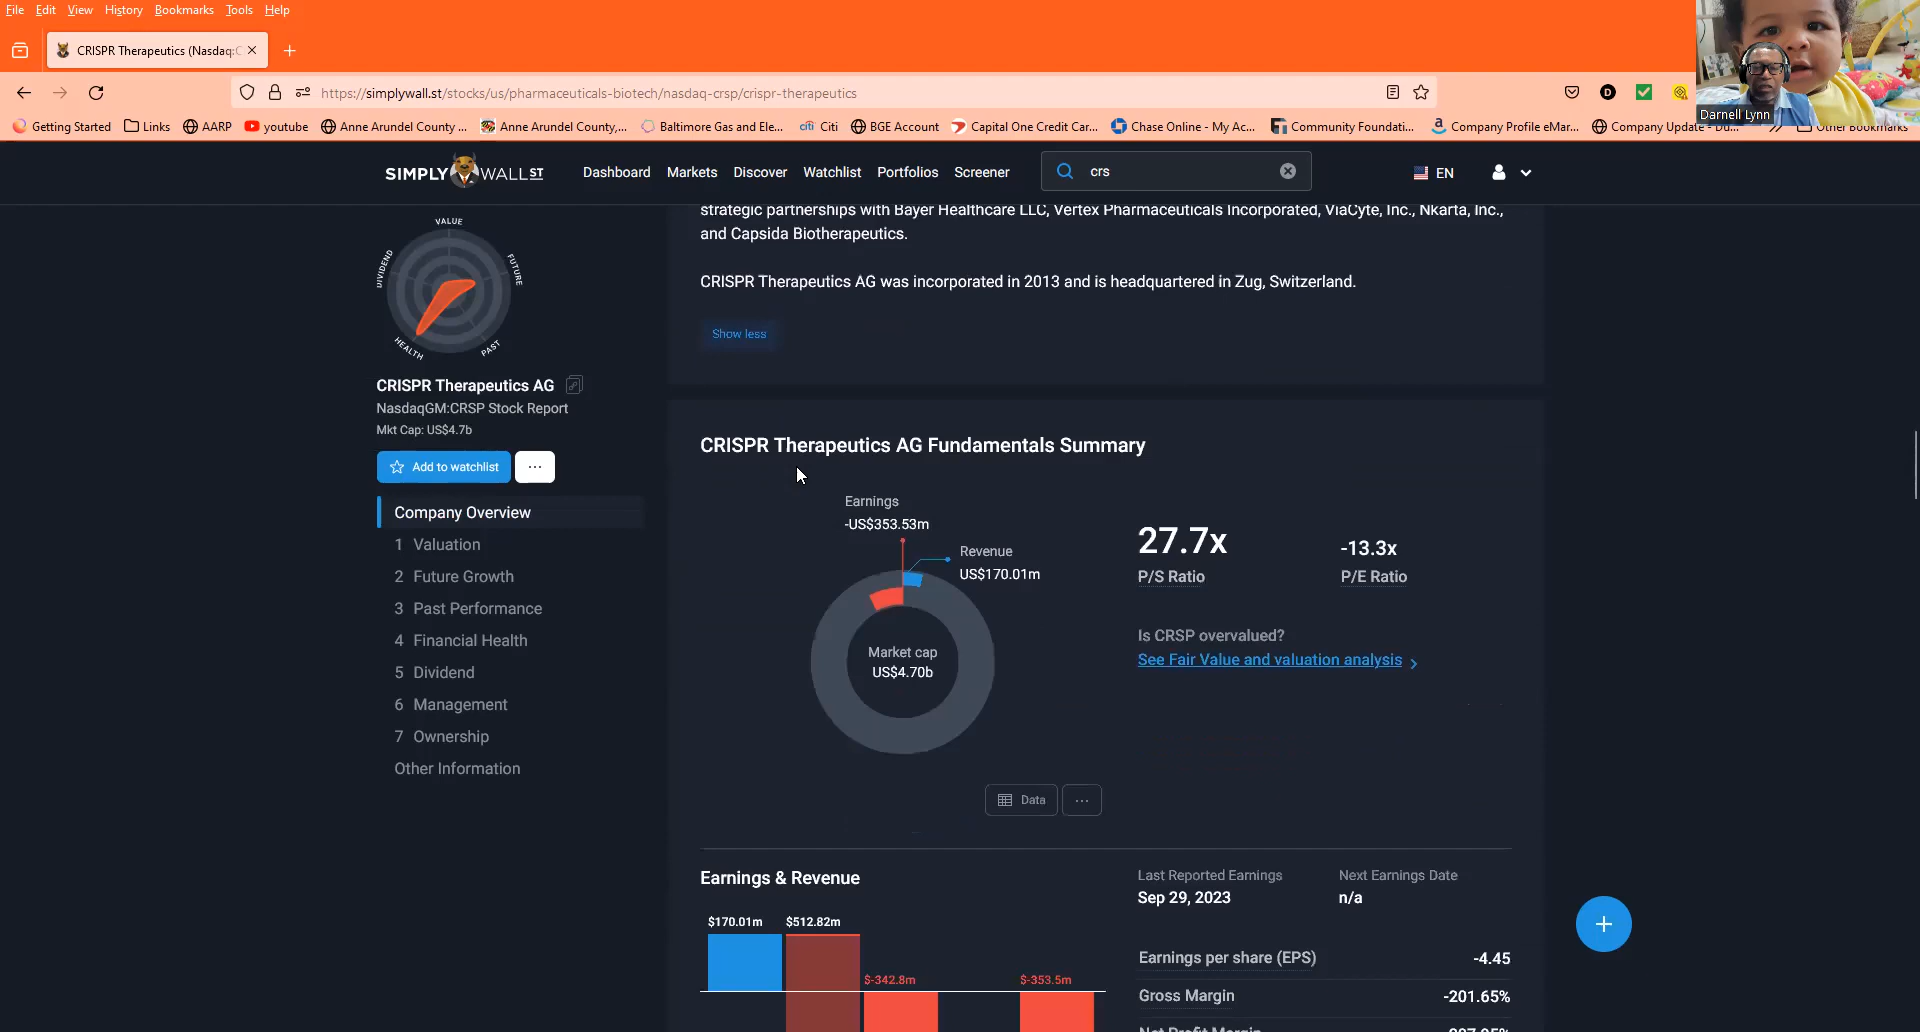 File Edit View History Bookmarks Tools Help
CRISPR Therapeutics (Nasdaq:C
https://simplywall.st/stocks/us/pharmaceuticals-biotech/nasdaq-crsp/crispr-therapeutics
Getting Started Links AARP youtube Anne Arundel County ... Anne Arundel County,... Baltimore Gas and Ele... citi Citi BGE Account Capital One Credit Car... Chase Online - My Ac... Community Foundati... Company Profile eMar... Company Update - Du... Other Bookmarks
Darnell Lynn
SIMPLY WALL ST Dashboard Markets Discover Watchlist Portfolios Screener crs EN
strategic partnerships with Bayer Healthcare LLC, Vertex Pharmaceuticals Incorporated, ViaCyte, Inc., Nkarta, Inc.,
and Capsida Biotherapeutics.
CRISPR Therapeutics AG was incorporated in 2013 and is headquartered in Zug, Switzerland.
Show less
VALUE
FUTURE
PAST
HEALTH
DIVIDEND
CRISPR Therapeutics AG
NasdaqGM:CRSP Stock Report
Mkt Cap: US$4.7b
Add to watchlist
Company Overview
1 Valuation
2 Future Growth
3 Past Performance
4 Financial Health
5 Dividend
6 Management
7 Ownership
Other Information
CRISPR Therapeutics AG Fundamentals Summary
Earnings
-US$353.53m
Revenue
US$170.01m
Market cap
US$4.70b
27.7x
P/S Ratio
-13.3x
P/E Ratio
Is CRSP overvalued?
See Fair Value and valuation analysis
Data
Earnings & Revenue
$170.01m $512.82m
$-342.8m $-353.5m
Last Reported Earnings
Sep 29, 2023
Next Earnings Date
n/a
Earnings per share (EPS) -4.45
Gross Margin -201.65%